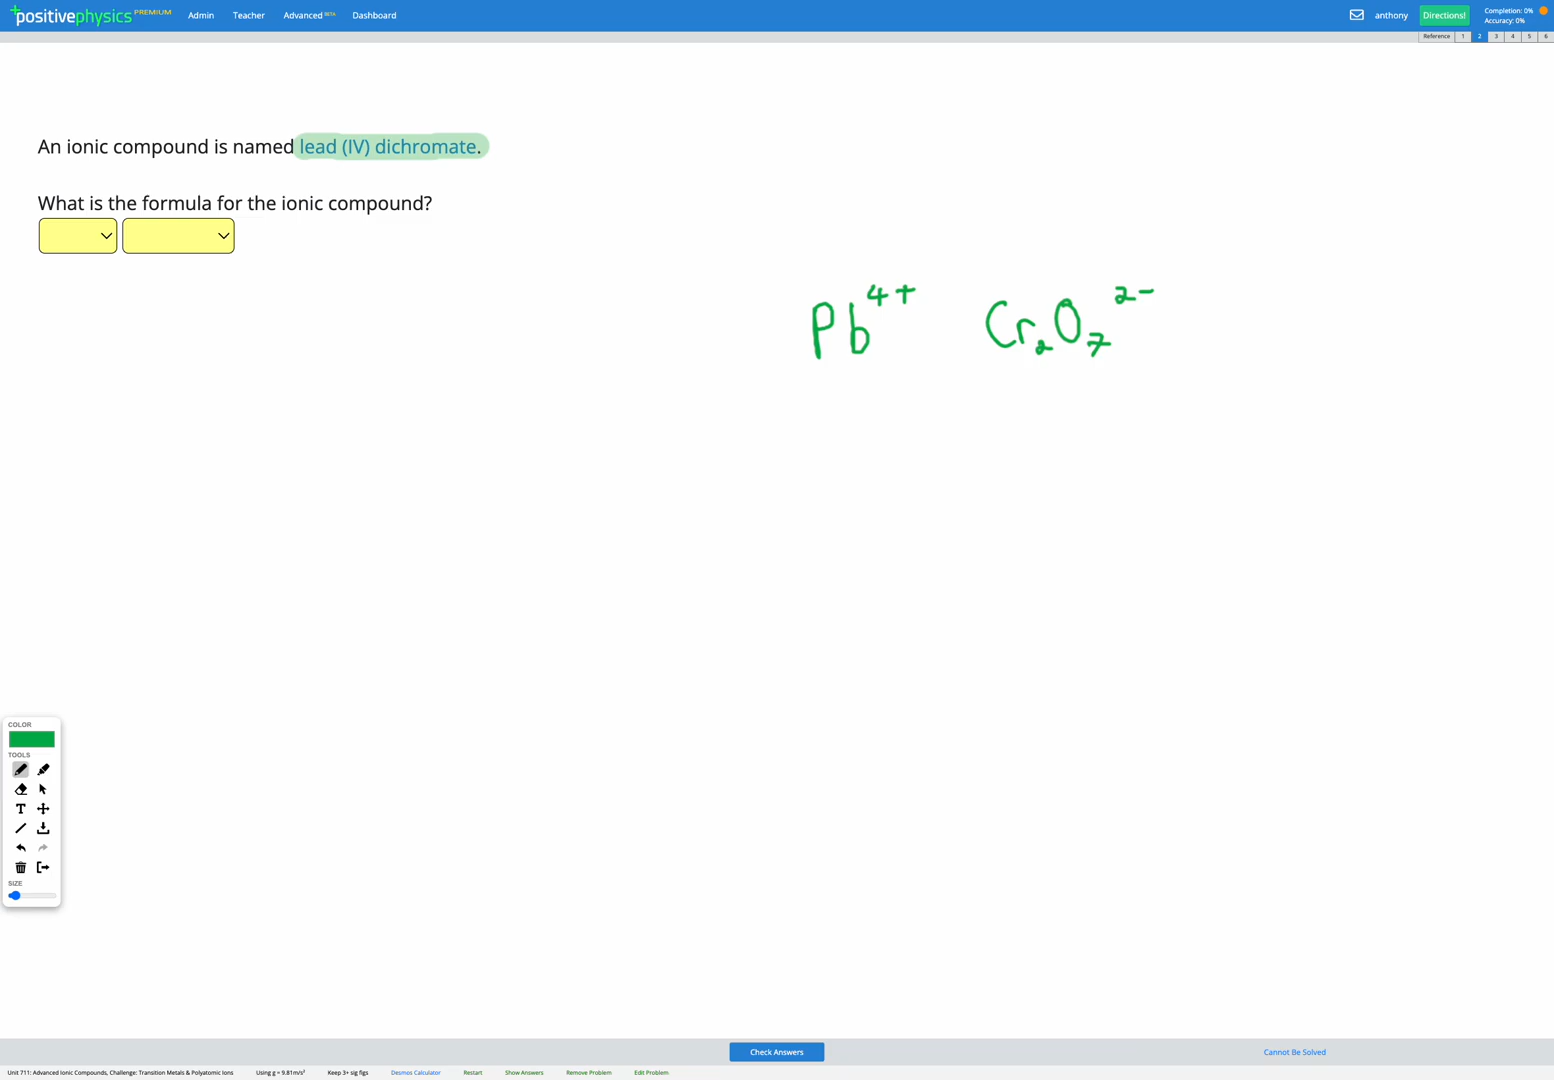 +positivephysics PREMIUM Admin Teacher Advanced BETA Dashboard anthony Directions! Completion: 0%
Accuracy: 0%
Reference 1 2 3 4 5 6
An ionic compound is named lead (IV) dichromate.
What is the formula for the ionic compound?
Pb⁴⁺ Cr₂O₇²⁻
COLOR
TOOLS
T
SIZE
Check Answers Cannot Be Solved
Unit 711: Advanced Ionic Compounds, Challenge: Transition Metals & Polyatomic Ions Using g = 9.81m/s² Keep 3+ sig figs Desmos Calculator Restart Show Answers Remove Problem Edit Problem